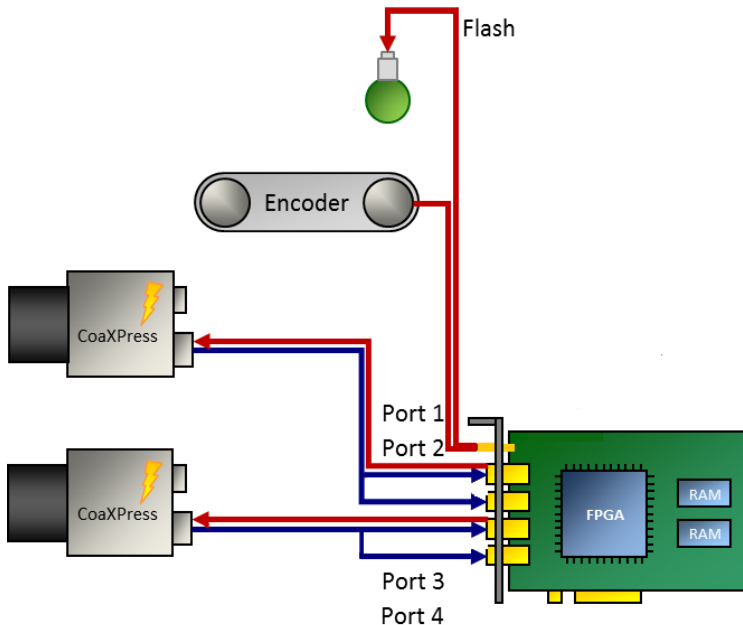 Flash
Encoder
CoaXPress
Port 1
Port 2
CoaXPress
FPGA
RAM
RAM
Port 3
Port 4